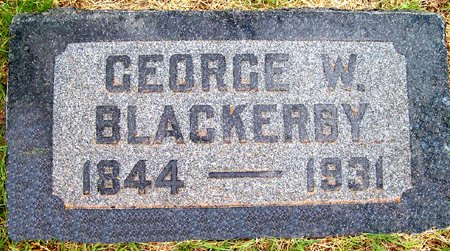 GEORGE W.
BLACKERBY
1844 — 1931